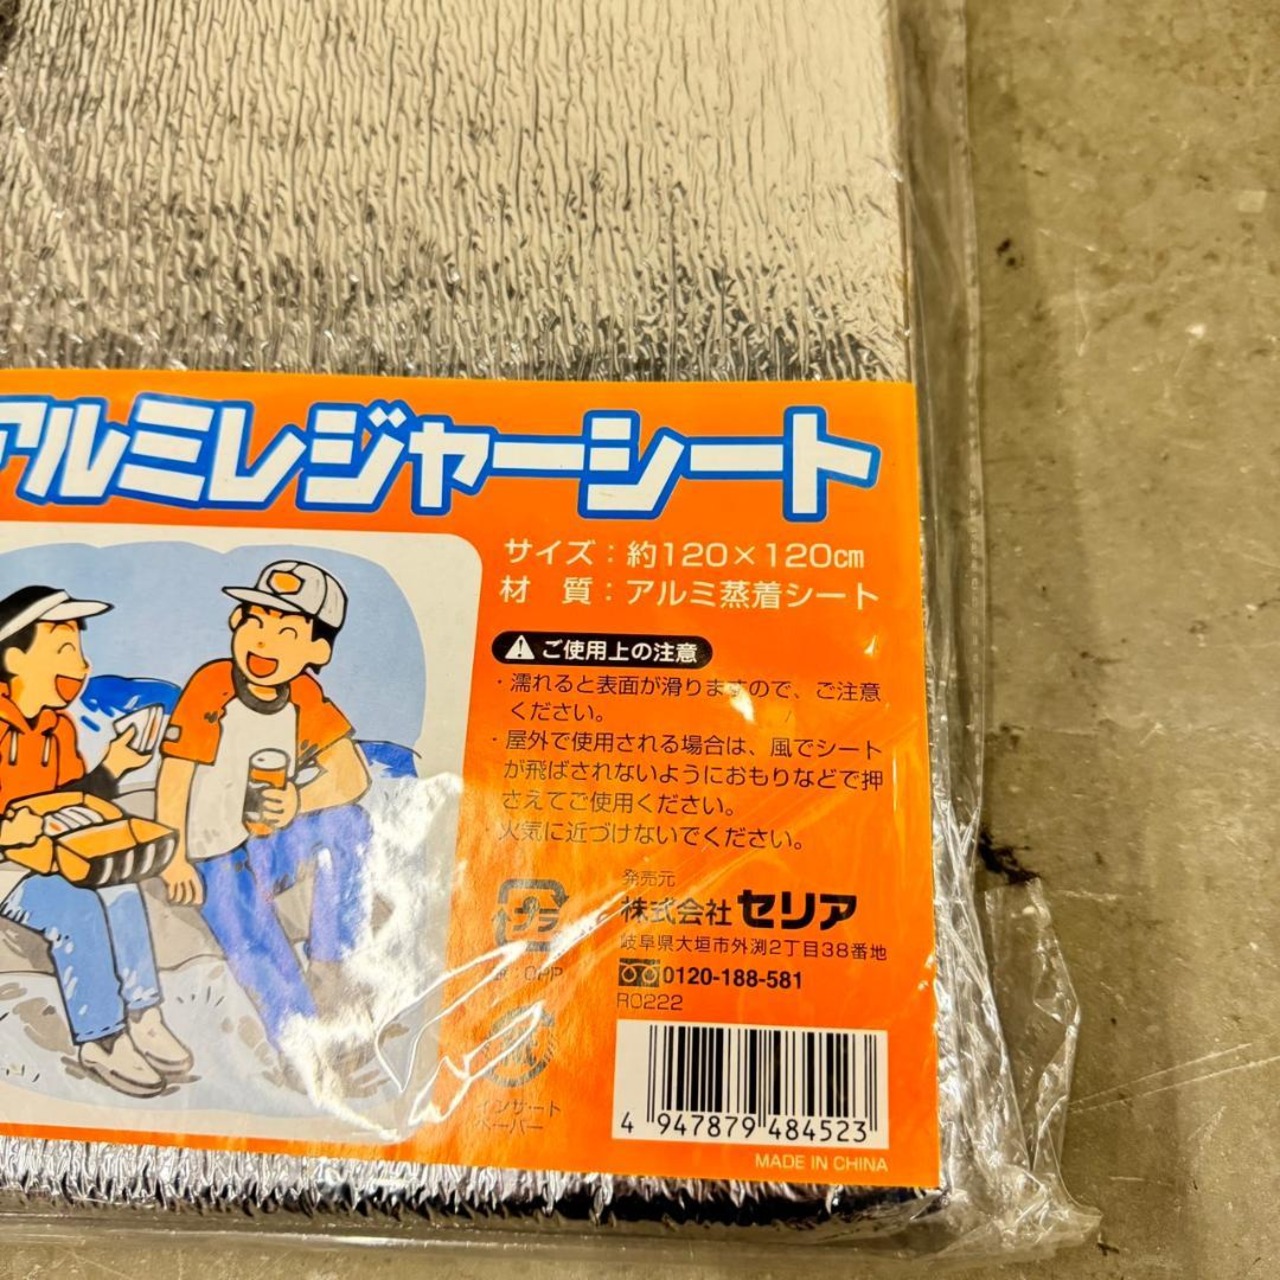 アルミレジャーシート
サイズ：約120×120cm
材　質：アルミ蒸着シート
ご使用上の注意
・濡れると表面が滑りますので、ご注意
ください。
・屋外で使用される場合は、風でシート
が飛ばされないようにおもりなどで押
さえてご使用ください。
・火気に近づけないでください。
発売元
株式会社セリア
岐阜県大垣市外渕2丁目38番地
0120-188-581
R0222
プラ
紙
インサート
ペーパー
4 947879 484523
MADE IN CHINA